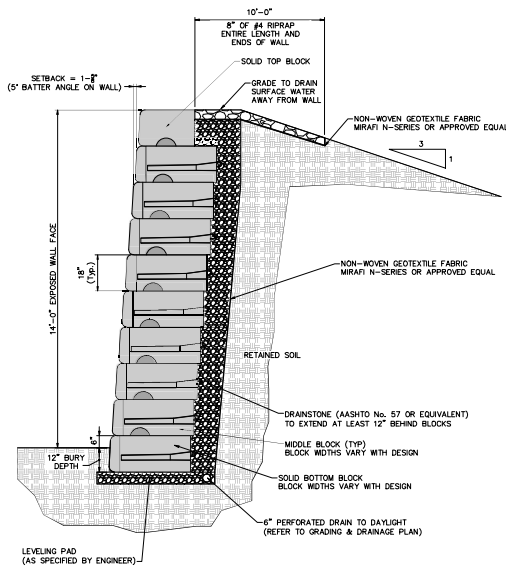 10'-0"
8" OF #4 RIPRAP
ENTIRE LENGTH AND
ENDS OF WALL
SOLID TOP BLOCK
SETBACK = 1-5/8"
(5° BATTER ANGLE ON WALL)
GRADE TO DRAIN
SURFACE WATER
AWAY FROM WALL
NON-WOVEN GEOTEXTILE FABRIC
MIRAFI N-SERIES OR APPROVED EQUAL
3
1
14'-0" EXPOSED WALL FACE
18"
(Typ.)
NON-WOVEN GEOTEXTILE FABRIC
MIRAFI N-SERIES OR APPROVED EQUAL
RETAINED SOIL
DRAINSTONE (AASHTO No. 57 OR EQUIVALENT)
TO EXTEND AT LEAST 12" BEHIND BLOCKS
6"
MIDDLE BLOCK (TYP)
BLOCK WIDTHS VARY WITH DESIGN
12" BURY
DEPTH
SOLID BOTTOM BLOCK
BLOCK WIDTHS VARY WITH DESIGN
6" PERFORATED DRAIN TO DAYLIGHT
(REFER TO GRADING & DRAINAGE PLAN)
LEVELING PAD
(AS SPECIFIED BY ENGINEER)